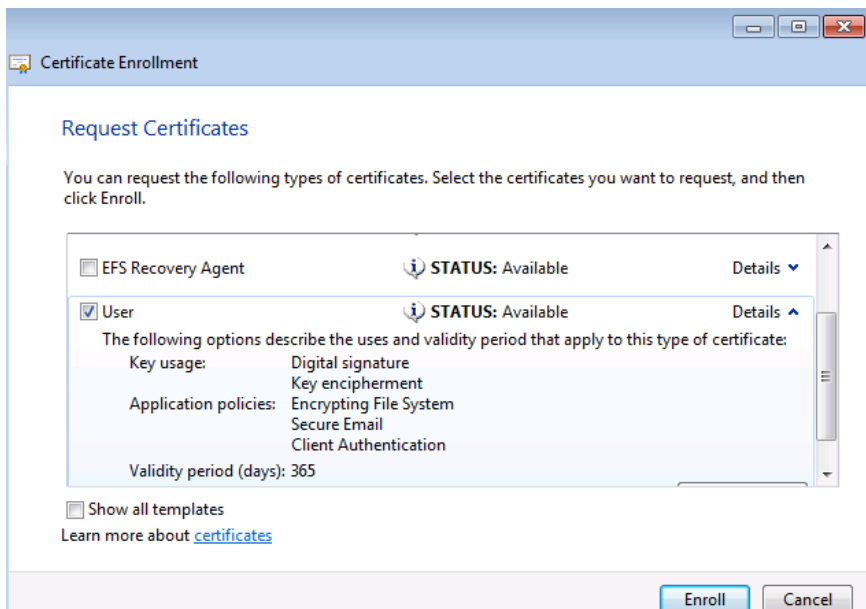 Certificate Enrollment
Request Certificates
You can request the following types of certificates. Select the certificates you want to request, and then
click Enroll.
EFS Recovery Agent STATUS: Available Details
User STATUS: Available Details
The following options describe the uses and validity period that apply to this type of certificate:
Key usage: Digital signature
Key encipherment
Application policies: Encrypting File System
Secure Email
Client Authentication
Validity period (days): 365
Show all templates
Learn more about certificates
Enroll Cancel